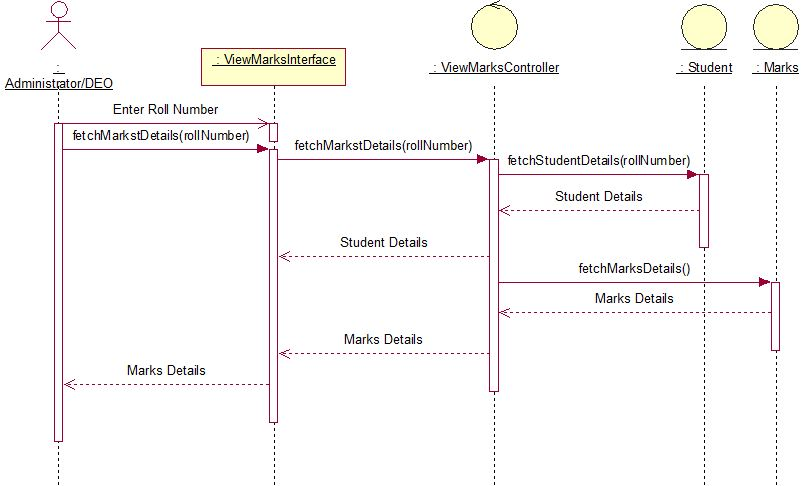 :
Administrator/DEO
: ViewMarksInterface
: ViewMarksController
: Student
: Marks
Enter Roll Number
fetchMarkstDetails(rollNumber)
fetchMarkstDetails(rollNumber)
fetchStudentDetails(rollNumber)
Student Details
Student Details
fetchMarksDetails()
Marks Details
Marks Details
Marks Details